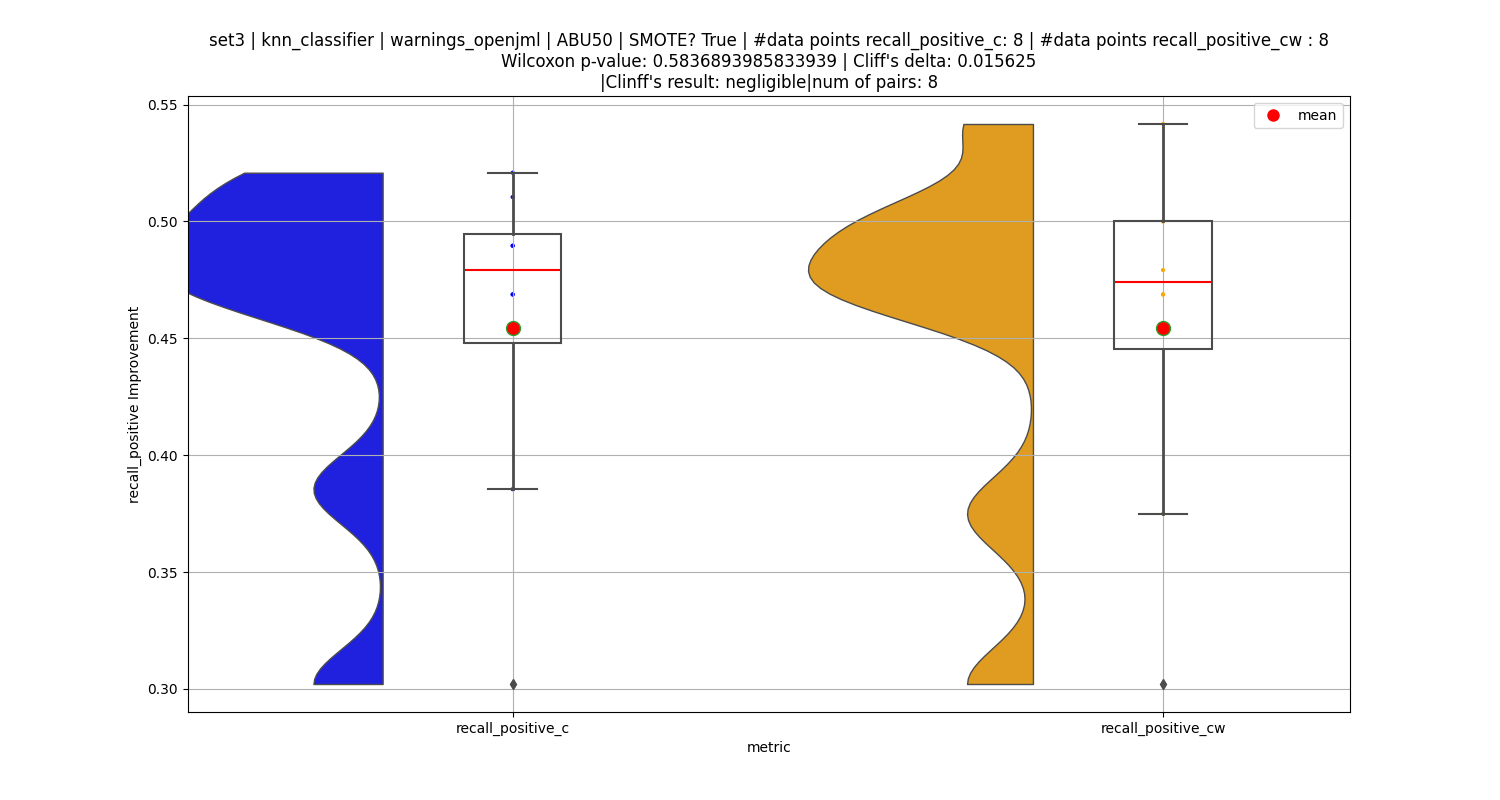 set3 | knn_classifier | warnings_openjml | ABU50 | SMOTE? True | #data points recall_positive_c: 8 | #data points recall_positive_cw : 8
Wilcoxon p-value: 0.5836893985833939 | Cliff's delta: 0.015625
|Clinff's result: negligible|num of pairs: 8
mean
recall_positive Improvement
0.55
0.50
0.45
0.40
0.35
0.30
recall_positive_c
recall_positive_cw
metric